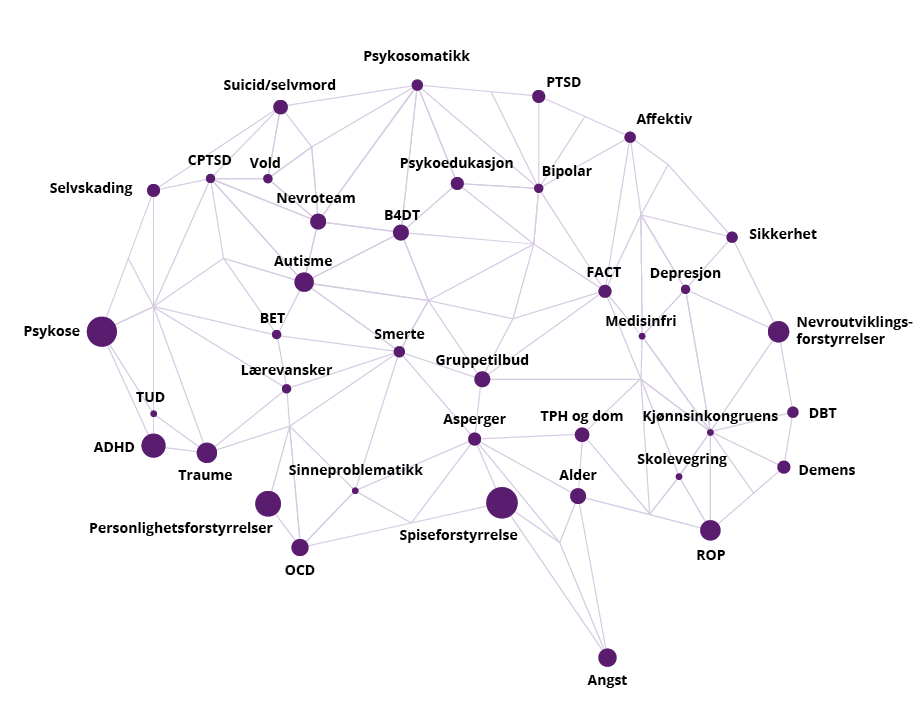 Psykosomatikk
Suicid/selvmord
PTSD
Affektiv
CPTSD
Vold
Psykoedukasjon
Bipolar
Selvskading
Nevroteam
B4DT
Sikkerhet
Autisme
FACT
Depresjon
BET
Medisinfri
Nevroutviklings-
forstyrrelser
Psykose
Smerte
Gruppetilbud
Lærevansker
TUD
Asperger
TPH og dom
Kjønnsinkongruens
DBT
ADHD
Traume
Sinneproblematikk
Alder
Skolevegring
Demens
Personlighetsforstyrrelser
Spiseforstyrrelse
OCD
ROP
Angst